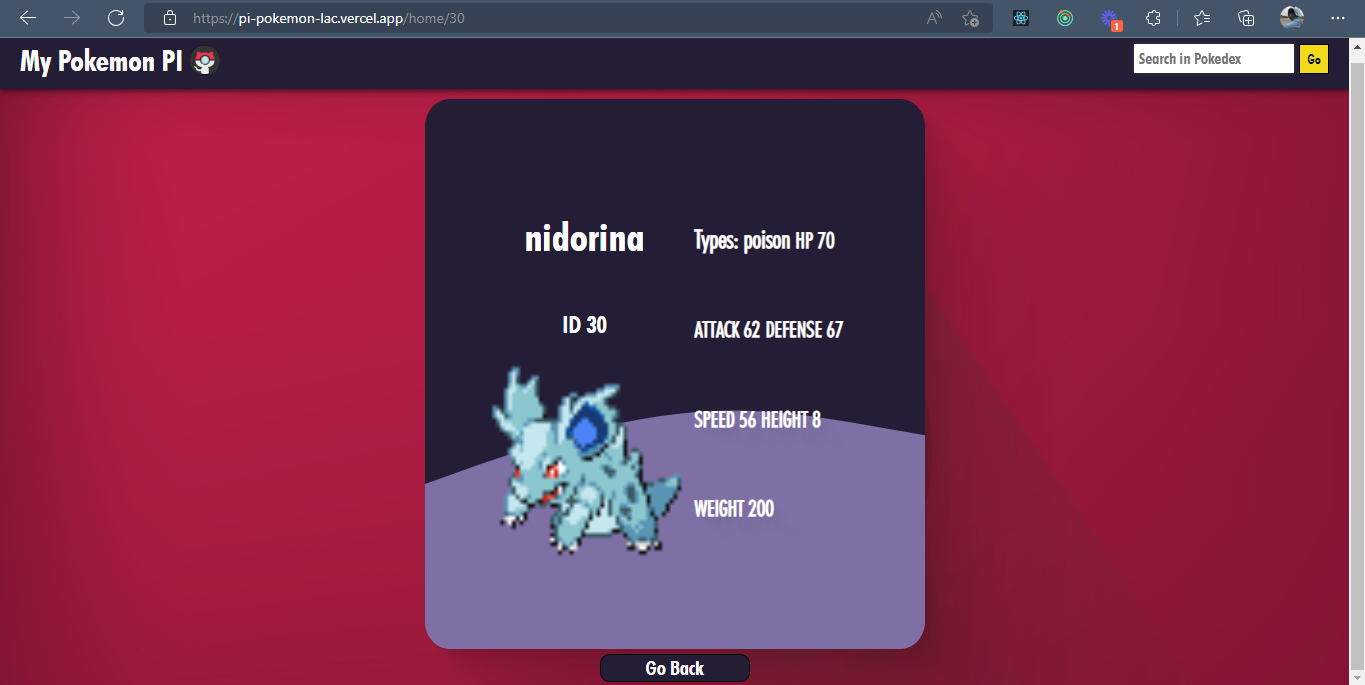 https://pi-pokemon-lac.vercel.app/home/30
A
1
My Pokemon PI
Search in Pokedex
Go
nidorina
Types: poison HP 70
ID 30
ATTACK 62 DEFENSE 67
SPEED 56 HEIGHT 8
WEIGHT 200
Go Back